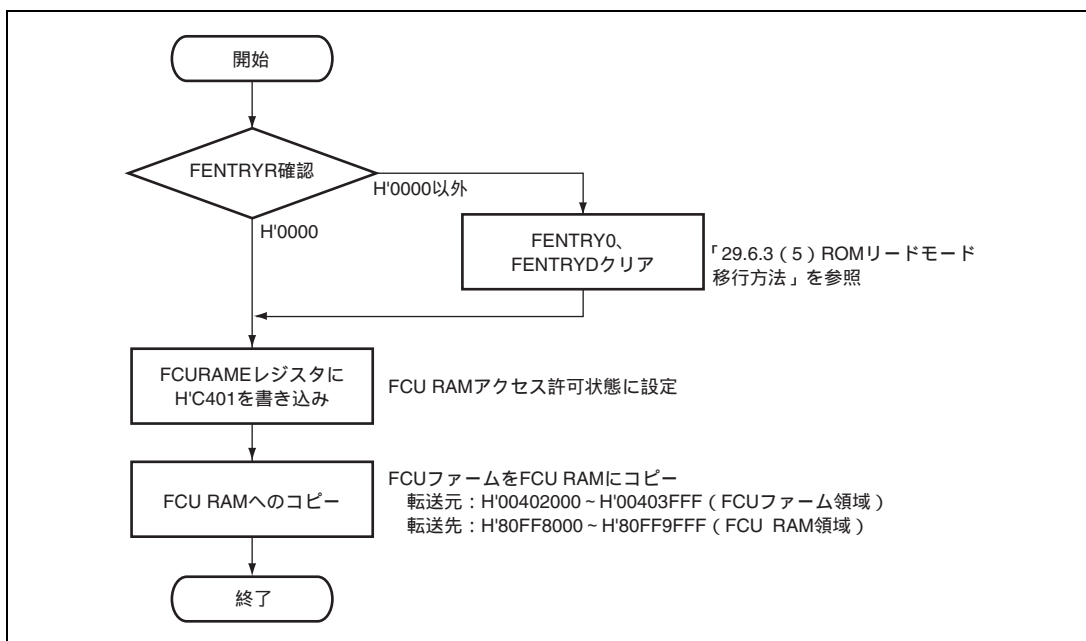 開始
FENTRYR確認
H'0000以外
H'0000
FENTRY0、
FENTRYDクリア
「29.6.3（5）ROMリードモード
移行方法」を参照
FCURAMEレジスタに
H'C401を書き込み
FCU RAMアクセス許可状態に設定
FCU RAMへのコピー
FCUファームをFCU RAMにコピー
転送元：H'00402000～H'00403FFF（FCUファーム領域）
転送先：H'80FF8000～H'80FF9FFF（FCU RAM領域）
終了